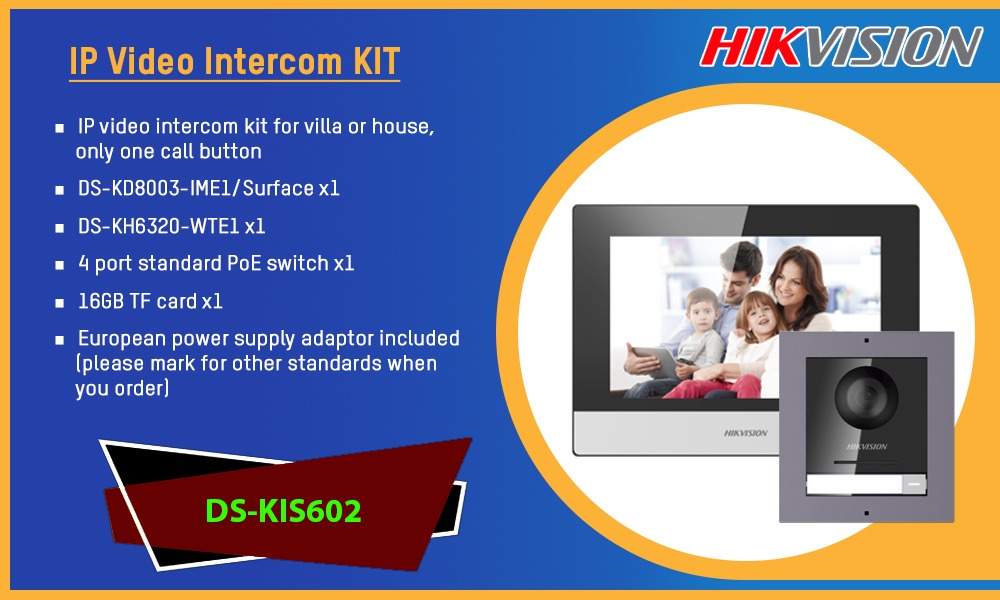 IP Video Intercom KIT
HIKVISION
▪ IP video intercom kit for villa or house,
only one call button
▪ DS-KD8003-IME1/Surface x1
▪ DS-KH6320-WTE1 x1
▪ 4 port standard PoE switch x1
▪ 16GB TF card x1
▪ European power supply adaptor included
(please mark for other standards when
you order)
HIKVISION
HIKVISION
DS-KIS602